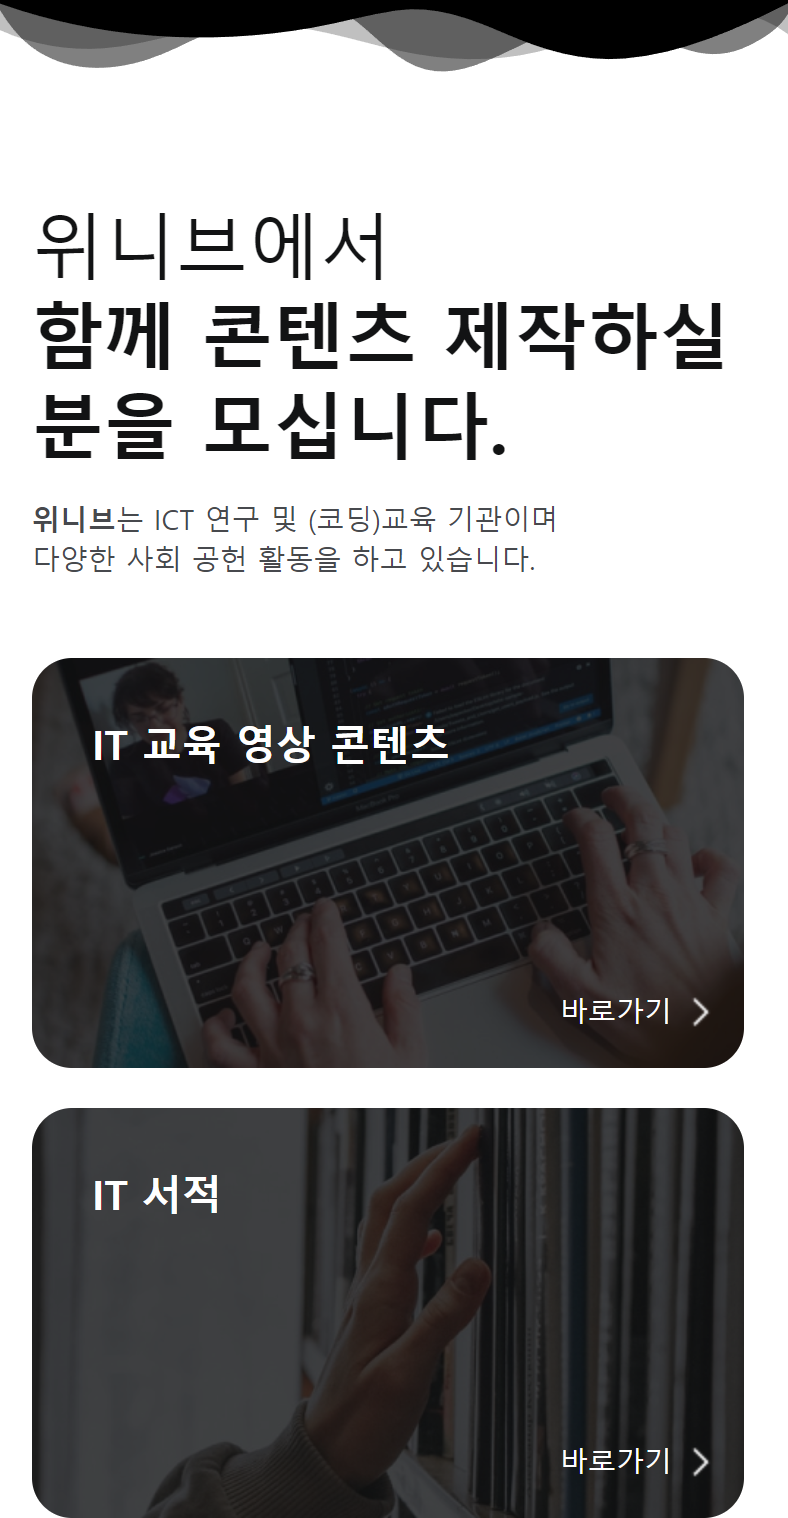 위니브에서
함께 콘텐츠 제작하실
분을 모십니다.
위니브는 ICT 연구 및 (코딩)교육 기관이며
다양한 사회 공헌 활동을 하고 있습니다.
IT 교육 영상 콘텐츠
바로가기
IT 서적
바로가기